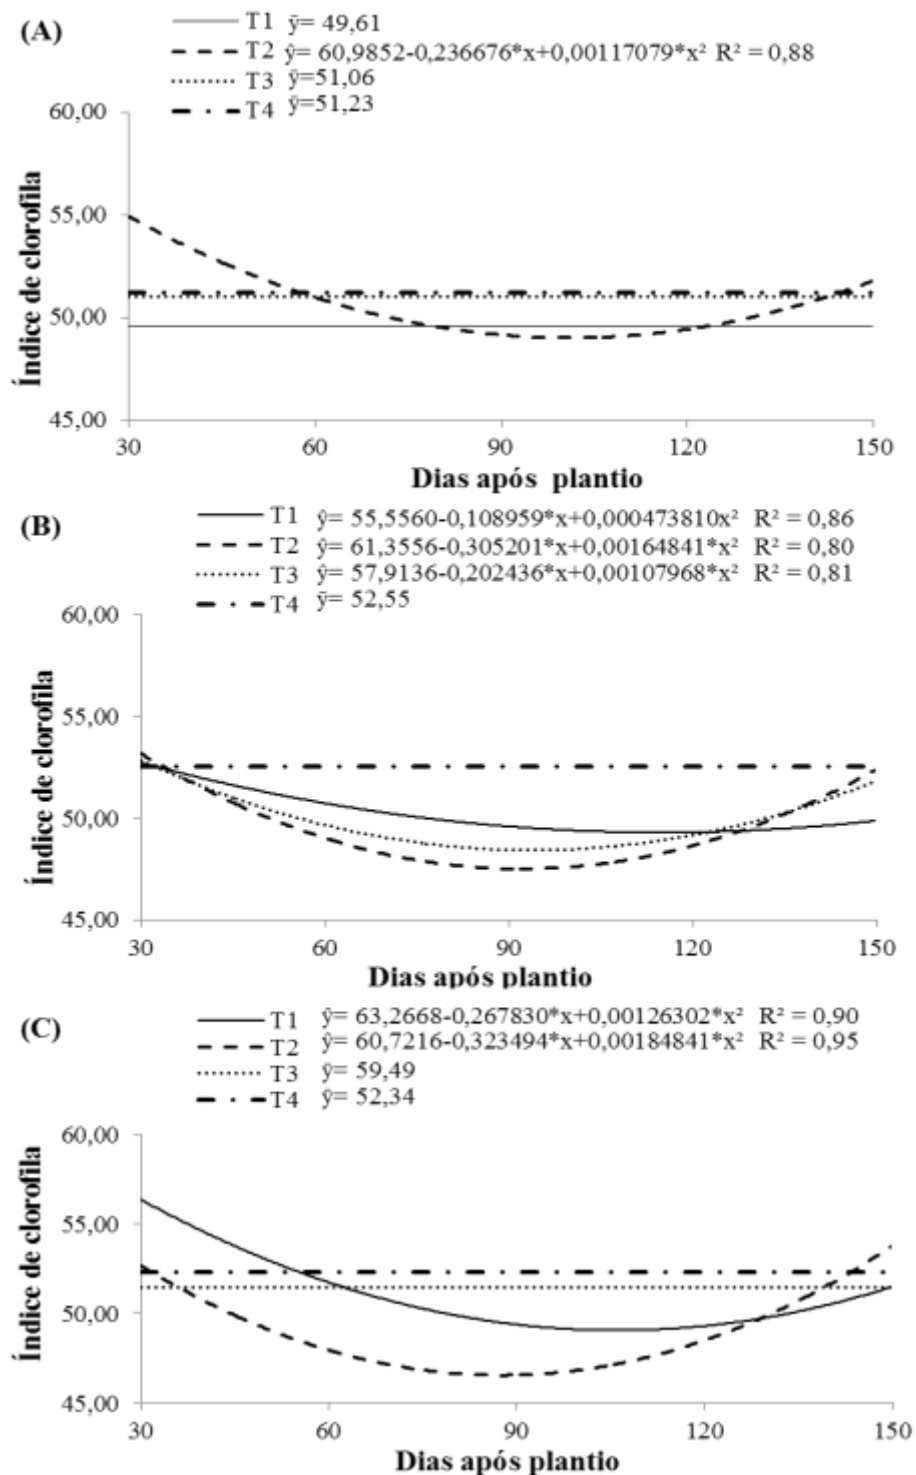 (A)
T1 ȳ= 49,61
T2 ŷ= 60,9852-0,236676*x+0,00117079*x² R² = 0,88
T3 ȳ=51,06
T4 ȳ=51,23
60,00
55,00
50,00
45,00
Índice de clorofila
30 60 90 120 150
Dias após plantio
(B)
T1 ŷ= 55,5560-0,108959*x+0,000473810x² R² = 0,86
T2 ŷ= 61,3556-0,305201*x+0,00164841*x² R² = 0,80
T3 ŷ= 57,9136-0,202436*x+0,00107968*x² R² = 0,81
T4 ȳ= 52,55
60,00
55,00
50,00
45,00
Índice de clorofila
30 60 90 120 150
Dias após plantio
(C)
T1 ŷ= 63,2668-0,267830*x+0,00126302*x² R² = 0,90
T2 ŷ= 60,7216-0,323494*x+0,00184841*x² R² = 0,95
T3 ȳ= 59,49
T4 ȳ= 52,34
60,00
55,00
50,00
45,00
Índice de clorofila
30 60 90 120 150
Dias após plantio